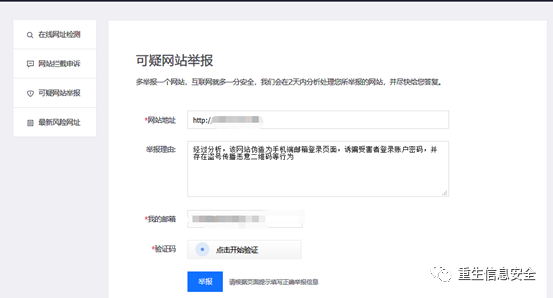 在线网址检测
网站拦截申诉
可疑网站举报
最新风险网址
可疑网站举报
多举报一个网站，互联网就多一分安全，我们会在2天内分析处理您所举报的网站，并尽快给您答复。
*网站地址 http://
举报理由: 经过分析，该网站伪造为手机端邮箱登录页面，诱骗受害者登录账户密码，并
存在盗号传播恶意二维码等行为
*我的邮箱
*验证码 点击开始验证
举报 请根据页面提示填写正确举报信息
重生信息安全